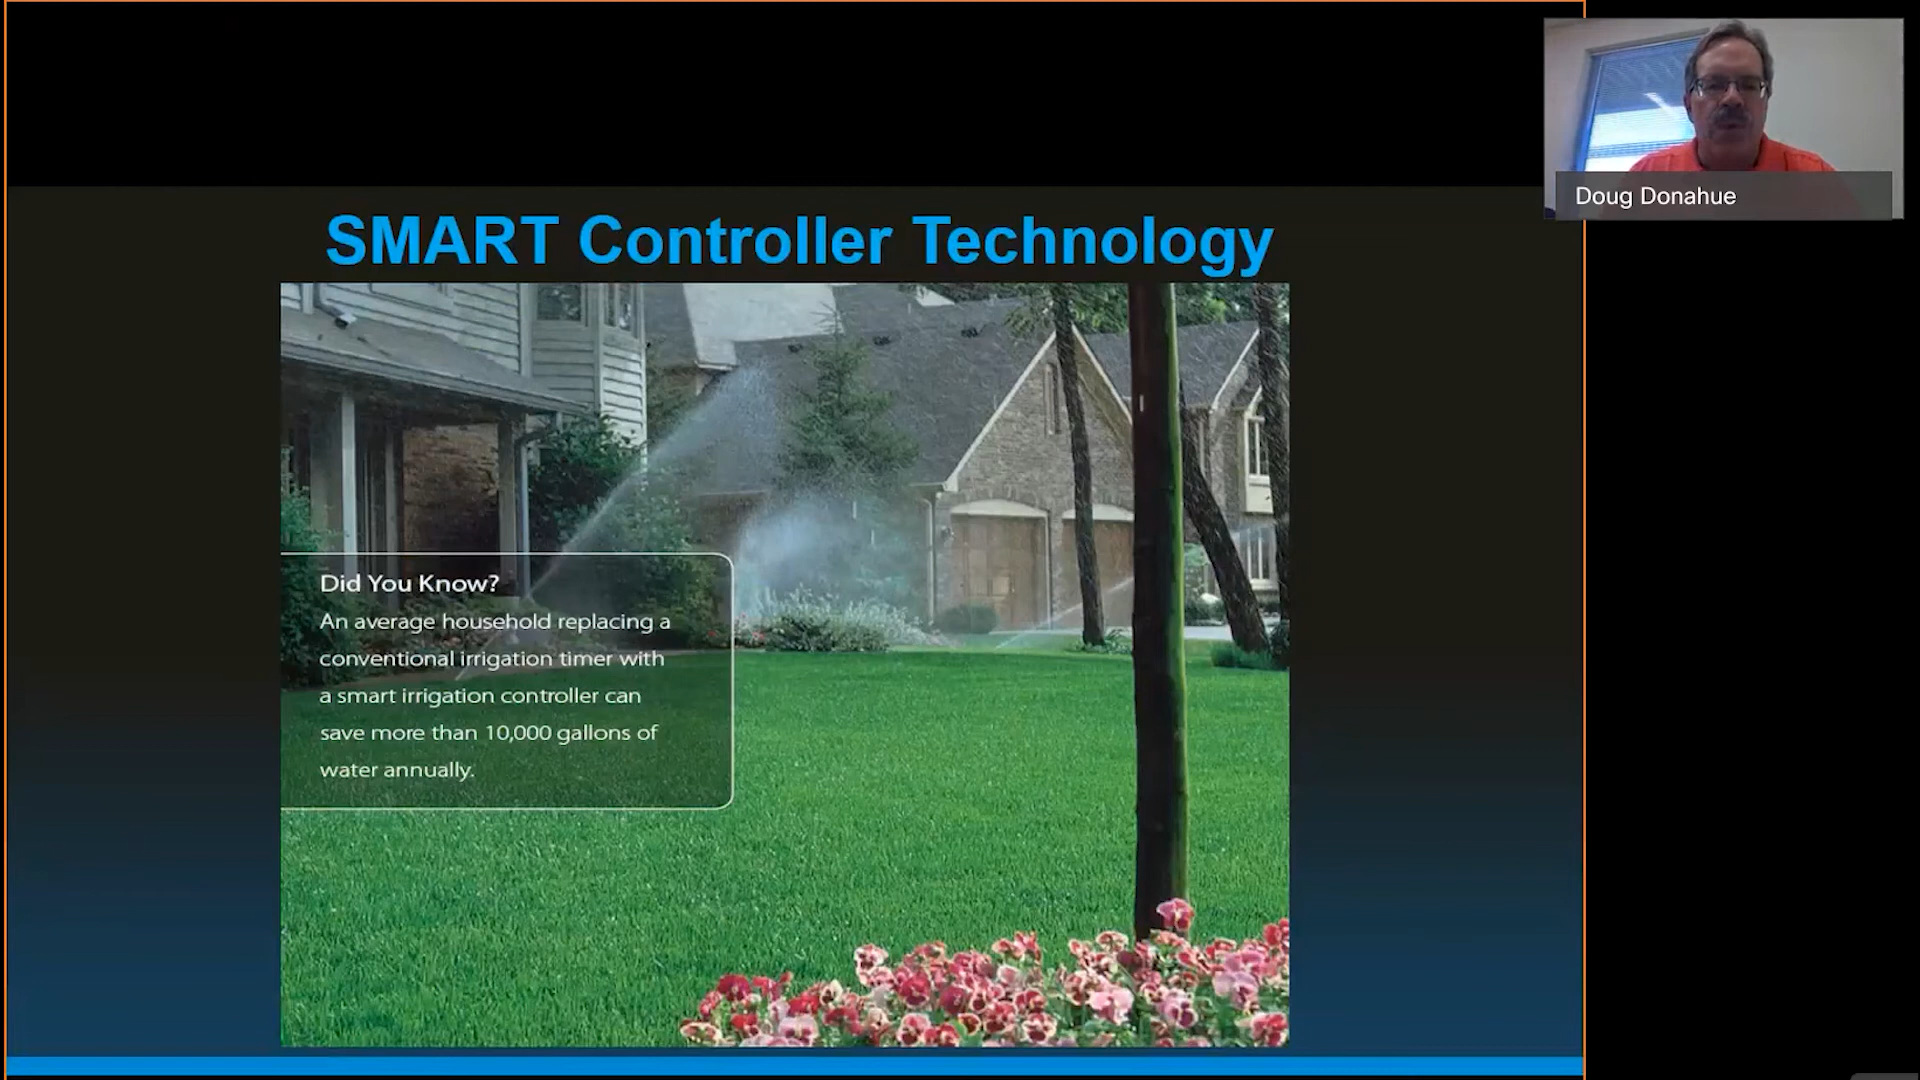 Doug Donahue
SMART Controller Technology
Did You Know?
An average household replacing a
conventional irrigation timer with
a smart irrigation controller can
save more than 10,000 gallons of
water annually.